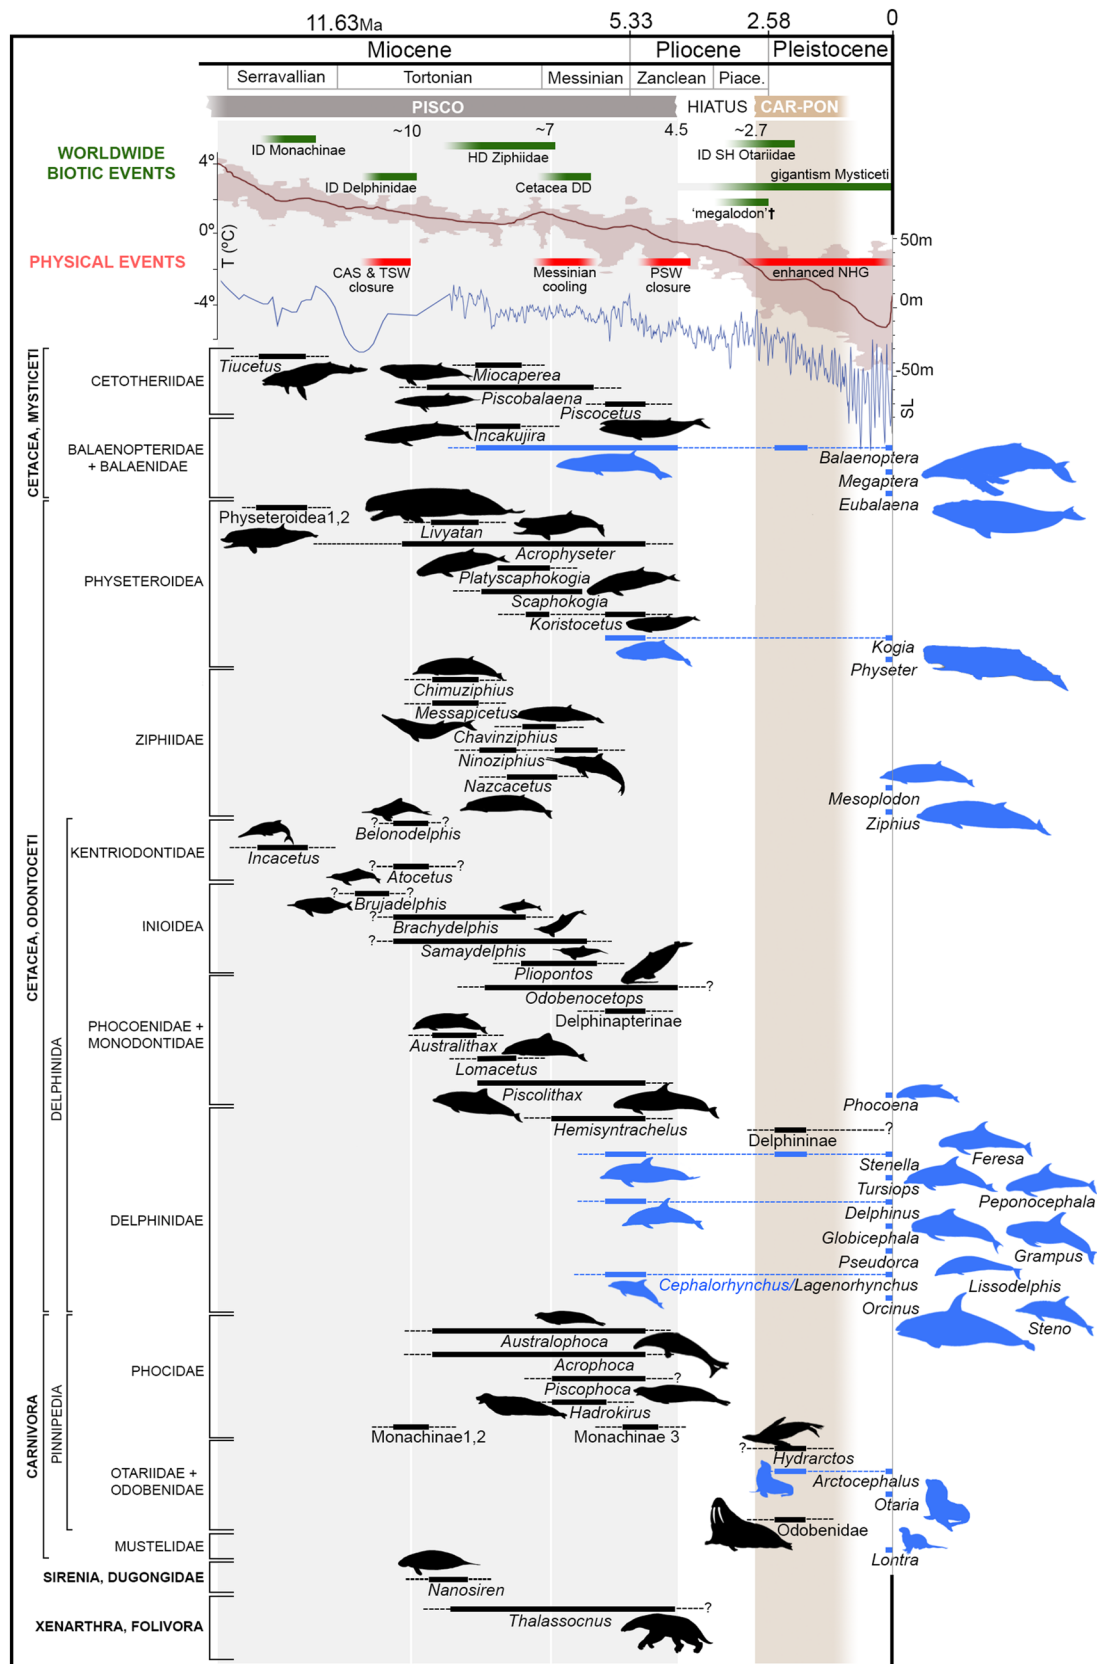 11.63Ma 5.33 2.58 0
Miocene Pliocene Pleistocene
Serravallian Tortonian Messinian Zanclean Piace.
PISCO HIATUS CAR-PON
~10 ~7 4.5 ~2.7
WORLDWIDE
BIOTIC EVENTS
ID Monachinae
HD Ziphiidae
ID SH Otariidae
ID Delphinidae
Cetacea DD
gigantism Mysticeti
'megalodon'†
4º
0º
-4º
T (ºC)
50m
0m
-50m
SL
PHYSICAL EVENTS
CAS & TSW
closure
Messinian
cooling
PSW
closure
enhanced NHG
CETACEA, MYSTICETI
CETOTHERIIDAE
Tiucetus
Miocaperea
Piscobalaena
Piscocetus
BALAENOPTERIDAE
+ BALAENIDAE
Incakujira
Balaenoptera
Megaptera
Eubalaena
CETACEA, ODONTOCETI
PHYSETEROIDEA
Physeteroidea1,2
Livyatan
Acrophyseter
Platyscaphokogia
Scaphokogia
Koristocetus
Kogia
Physeter
ZIPHIIDAE
Chimuziphius
Messapicetus
Chavinziphius
Ninoziphius
Nazcacetus
Mesoplodon
Ziphius
DELPHINIDA
KENTRIODONTIDAE
? ?
Belonodelphis
Incacetus
? ?
Atocetus
INIOIDEA
? ?
Brujadelphis
?
Brachydelphis
?
Samaydelphis
Pliopontos
PHOCOENIDAE +
MONODONTIDAE
?
Odobenocetops
Delphinapterinae
Australithax
Lomacetus
Piscolithax
Phocoena
DELPHINIDAE
Hemisyntrachelus
?
Delphininae
Feresa
Stenella
Tursiops
Peponocephala
Delphinus
Globicephala
Grampus
Pseudorca
Lissodelphis
Cephalorhynchus/Lagenorhynchus
Orcinus
Steno
CARNIVORA
PINNIPEDIA
PHOCIDAE
Australophoca
Acrophoca
?
Piscophoca
Hadrokirus
Monachinae1,2
Monachinae 3
OTARIIDAE +
ODOBENIDAE
?
Hydrarctos
Arctocephalus
Otaria
Odobenidae
MUSTELIDAE
Lontra
SIRENIA, DUGONGIDAE
Nanosiren
XENARTHRA, FOLIVORA
?
Thalassocnus